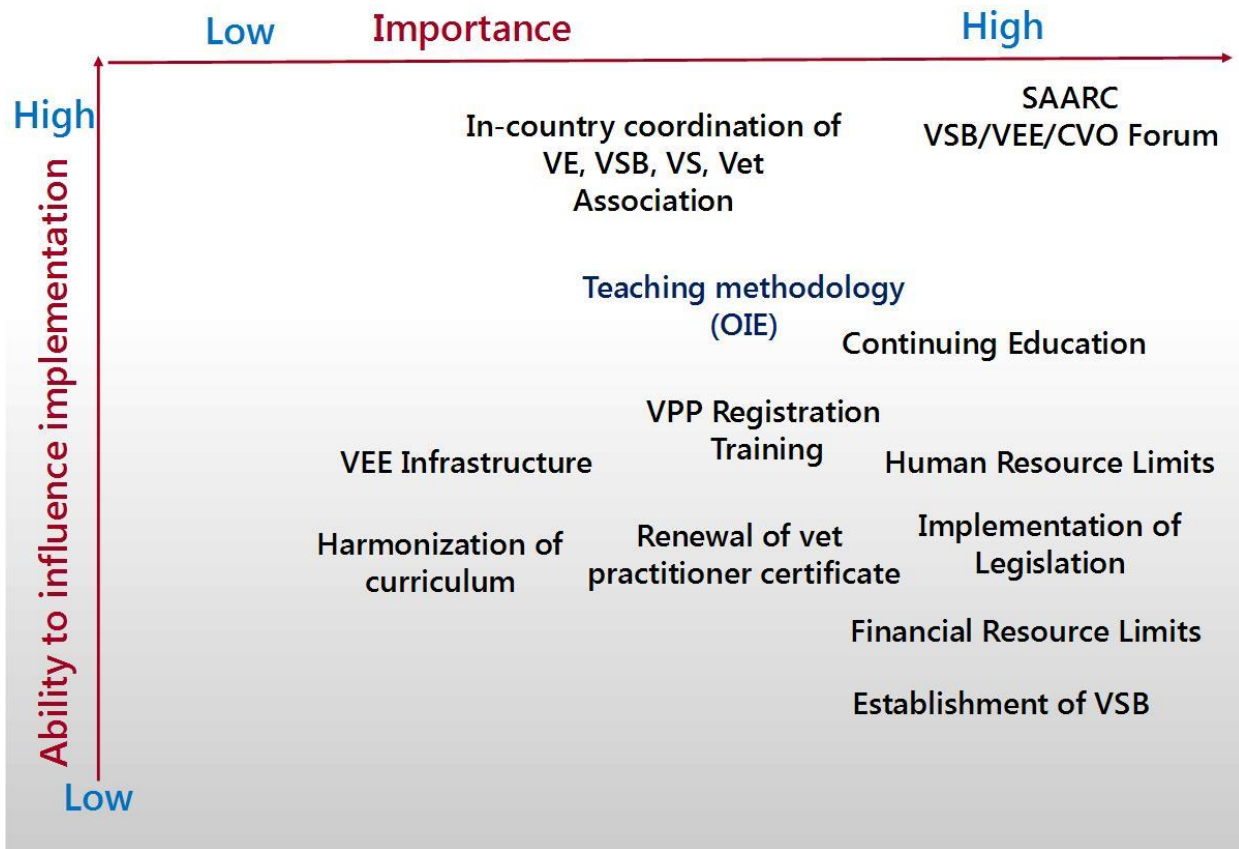 Low
Importance
High
High
Ability to influence implementation
Low
SAARC
VSB/VEE/CVO Forum
In-country coordination of
VE, VSB, VS, Vet
Association
Teaching methodology
(OIE)
Continuing Education
VPP Registration
Training
VEE Infrastructure
Human Resource Limits
Harmonization of
curriculum
Renewal of vet
practitioner certificate
Implementation of
Legislation
Financial Resource Limits
Establishment of VSB